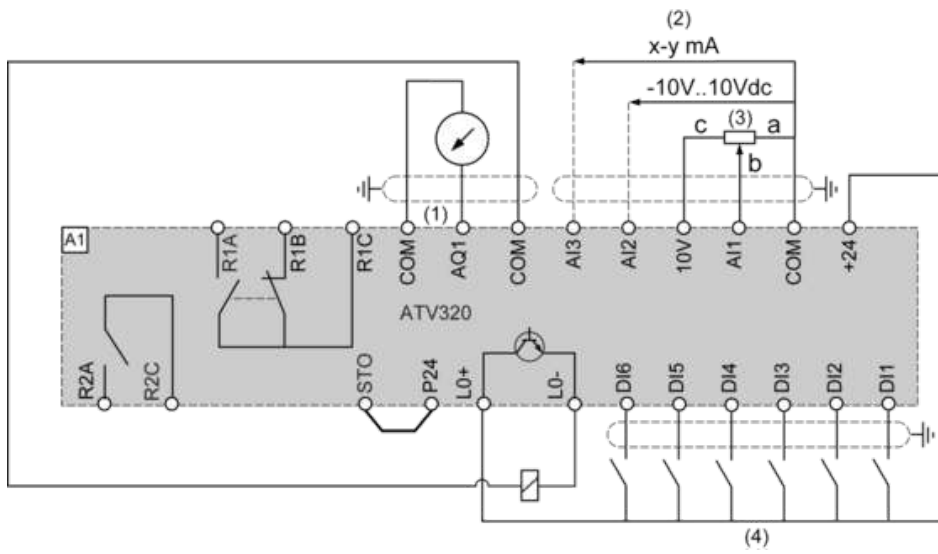 (2)
x-y mA
-10V..10Vdc
c
(3)
a
b
(1)
A1
R1A
R1B
R1C
COM
AQ1
COM
AI3
AI2
10V
AI1
COM
+24
ATV320
R2A
R2C
STO
P24
L0+
L0-
DI6
DI5
DI4
DI3
DI2
DI1
(4)